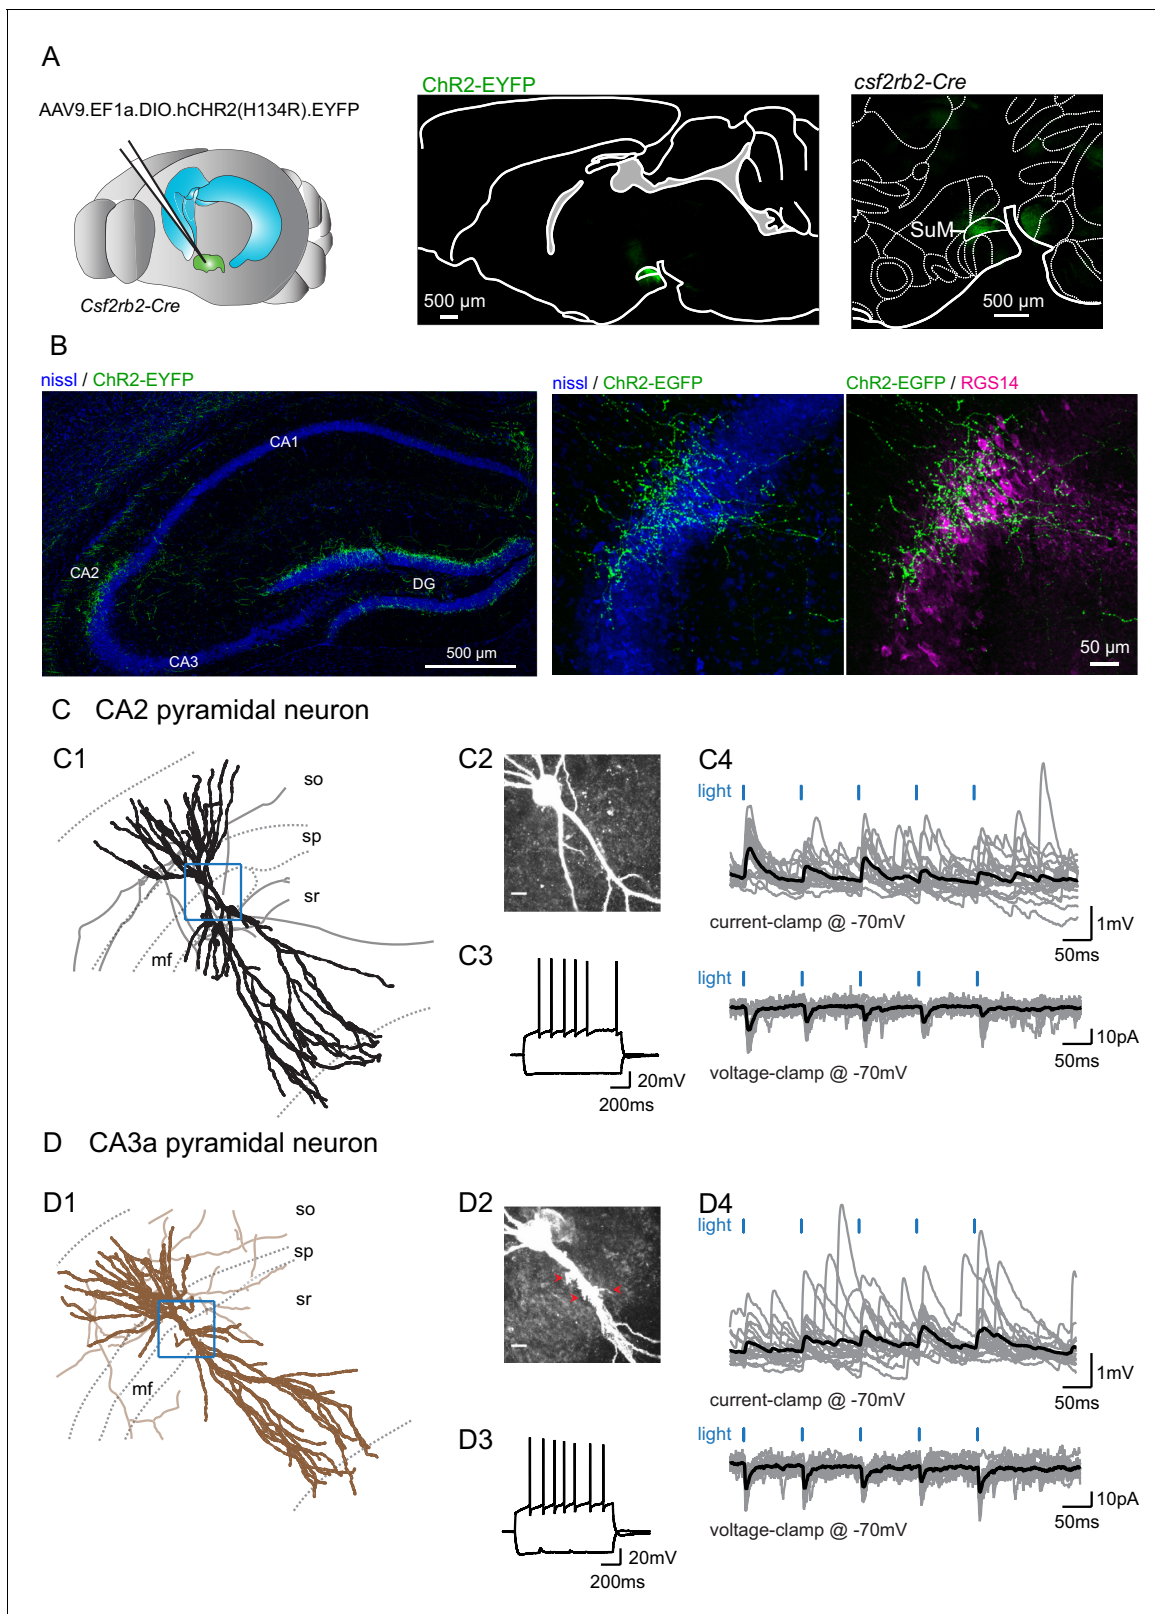 A
AAV9.EF1a.DIO.hCHR2(H134R).EYFP
Csf2rb2-Cre
ChR2-EYFP
500 µm
csf2rb2-Cre
SuM
500 µm
B
nissl / ChR2-EYFP
CA1
CA2
DG
CA3
500 µm
nissl / ChR2-EGFP
ChR2-EGFP / RGS14
50 µm
C CA2 pyramidal neuron
C1
so
sp
sr
mf
C2
C3
20mV
200ms
C4
light
current-clamp @ -70mV
1mV
50ms
light
10pA
50ms
voltage-clamp @ -70mV
D CA3a pyramidal neuron
D1
so
sp
sr
mf
D2
D3
20mV
200ms
D4
light
1mV
current-clamp @ -70mV
50ms
light
10pA
voltage-clamp @ -70mV
50ms